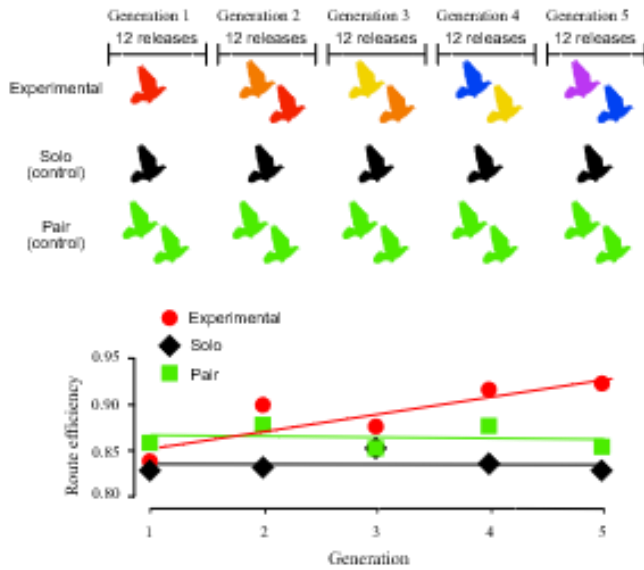 Generation 1 Generation 2 Generation 3 Generation 4 Generation 5
12 releases 12 releases 12 releases 12 releases 12 releases
Experimental
Solo
(control)
Pair
(control)
Experimental
Solo
Pair
Route efficiency
0.95
0.90
0.85
0.80
1 2 3 4 5
Generation